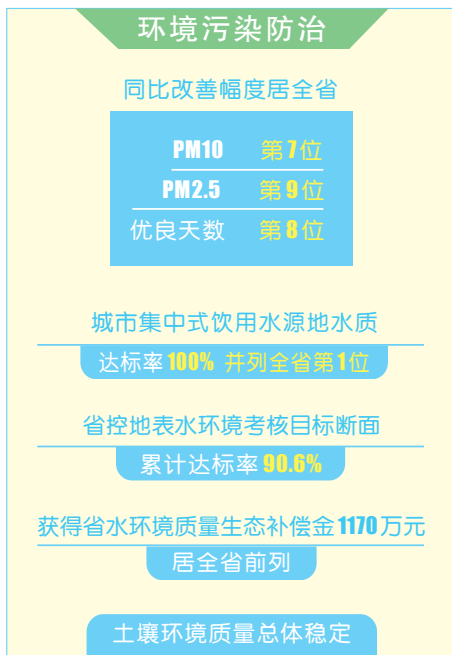 环境污染防治
同比改善幅度居全省
PM10 第7位
PM2.5 第9位
优良天数 第8位
城市集中式饮用水源地水质
达标率100% 并列全省第1位
省控地表水环境考核目标断面
累计达标率90.6%
获得省水环境质量生态补偿金1170万元
居全省前列
土壤环境质量总体稳定